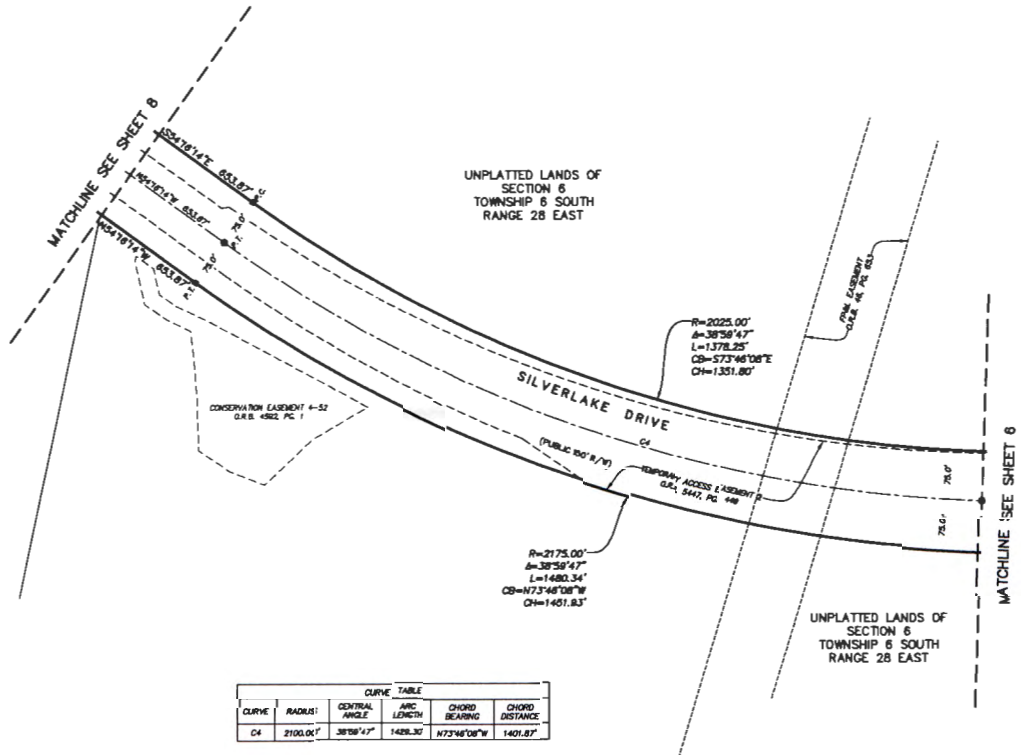 MATCHLINE SEE SHEET 8
S54°16'14"E 653.87'
N54°16'14"W 653.87'
N54°16'14"W 653.87'
75.0'
75.0'
UNPLATTED LANDS OF
SECTION 6
TOWNSHIP 6 SOUTH
RANGE 28 EAST
EASEMENT
O.R.B. 46, PG. 653
R=2025.00'
Δ=38°59'47"
L=1378.25'
CB=S73°46'08"E
CH=1351.80'
SILVERLAKE DRIVE
C4
(PUBLIC 150' R/W)
TEMPORARY ACCESS EASEMENT 2
5447, PG. 448
CONSERVATION EASEMENT 4-52
O.R.B. 4592, PG. 1
75.0'
75.0'
MATCHLINE SEE SHEET 6
R=2175.00'
Δ=38°59'47"
L=1480.34'
CB=N73°46'08"W
CH=1451.93'
UNPLATTED LANDS OF
SECTION 6
TOWNSHIP 6 SOUTH
RANGE 28 EAST
CURVE TABLE
CURVE RADIUS CENTRAL ANGLE ARC LENGTH CHORD BEARING CHORD DISTANCE
C4 2100.00' 38°59'47" 1429.30' N73°46'08"W 1401.87'